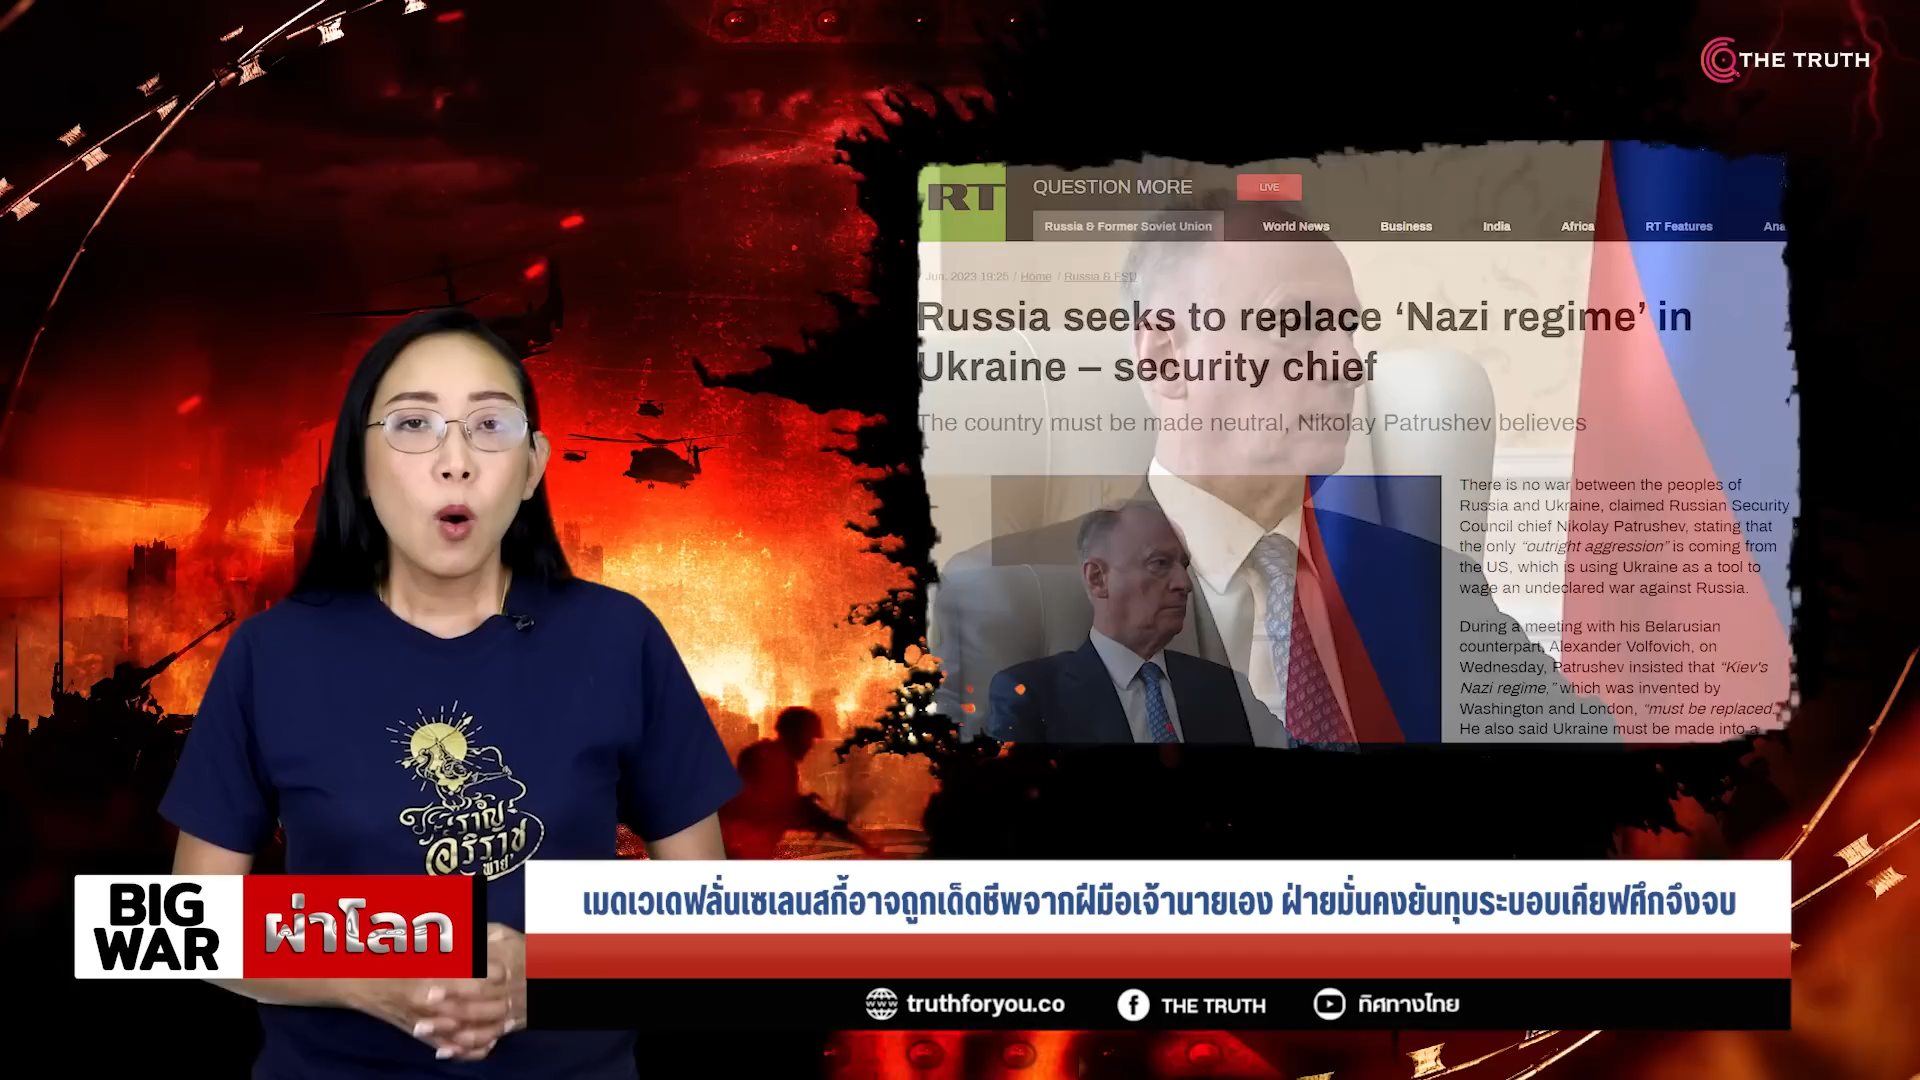 THE TRUTH
RT
QUESTION MORE
LIVE
Russia & Former Soviet Union
World News
Business
India
Africa
RT Features
Ana
Jun, 2023 19:25 / Home / Russia & FSU
Russia seeks to replace ‘Nazi regime’ in
Ukraine – security chief
The country must be made neutral, Nikolay Patrushev believes
There is no war between the peoples of
Russia and Ukraine, claimed Russian Security
Council chief Nikolay Patrushev, stating that
the only “outright aggression” is coming from
the US, which is using Ukraine as a tool to
wage an undeclared war against Russia.
During a meeting with his Belarusian
counterpart, Alexander Volfovich, on
Wednesday, Patrushev insisted that “Kiev's
Nazi regime,” which was invented by
Washington and London, “must be replaced.
He also said Ukraine must be made into a
อริราช
BIG
WAR
ผ่าโลก
เมดเวเดฟลั่นเซเลนสกี้อาจถูกเด็ดชีพจากฝีมือเจ้านายเอง ฝ่ายมั่นคงยันทุบระบอบเคียฟศึกจึงจบ
truthforyou.co
THE TRUTH
ทิศทางไทย